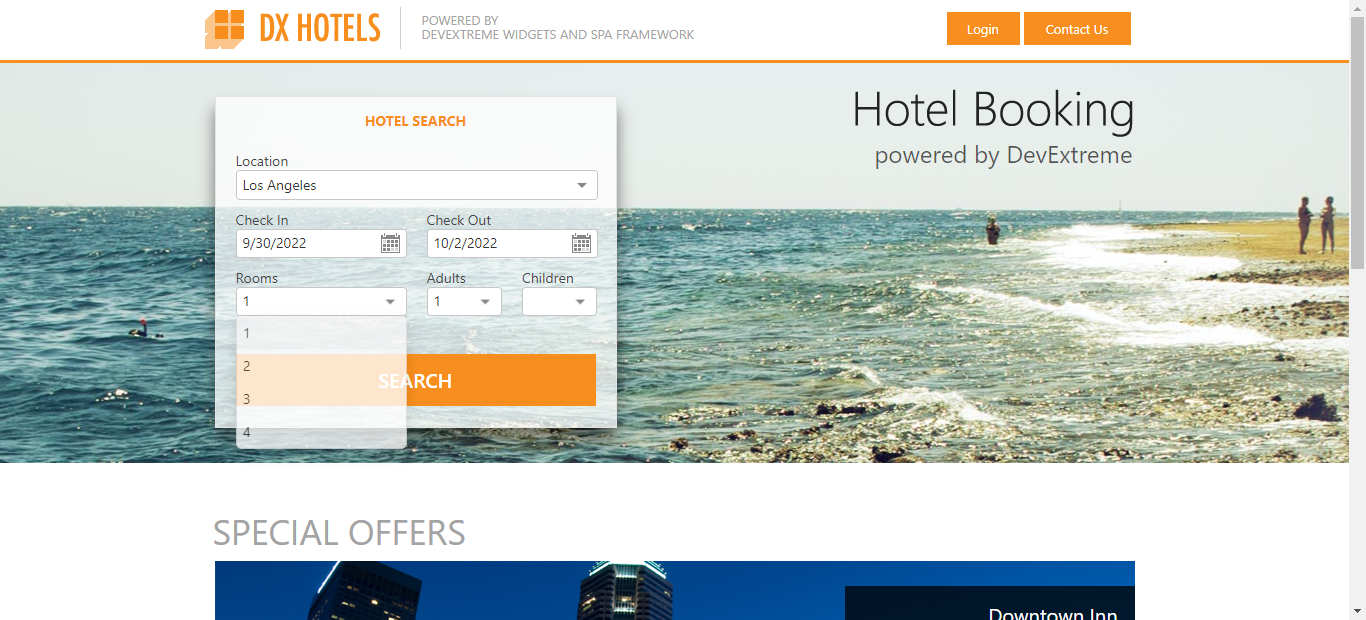 DX HOTELS
POWERED BY
DEVEXTREME WIDGETS AND SPA FRAMEWORK
Login
Contact Us
Hotel Booking
powered by DevExtreme
HOTEL SEARCH
Location
Los Angeles
Check In
Check Out
9/30/2022
10/2/2022
Rooms
Adults
Children
1
1
1
2
3
4
SEARCH
SPECIAL OFFERS
Downtown Inn